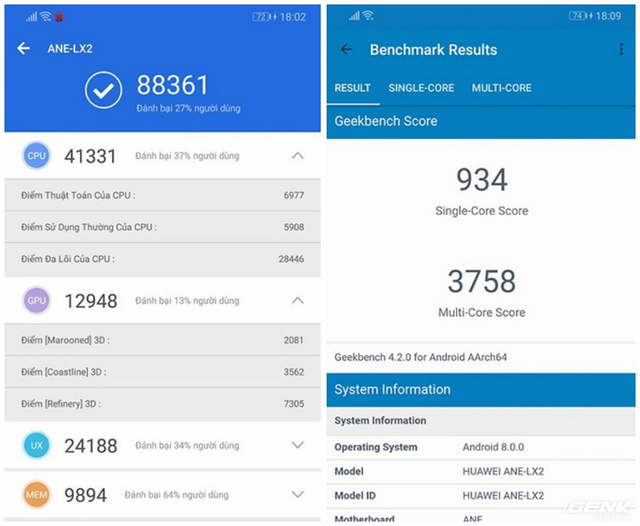 72 18:02
ANE-LX2
88361
Đánh bại 27% người dùng
CPU 41331 Đánh bại 37% người dùng
Điểm Thuật Toán Của CPU : 6977
Điểm Sử Dụng Thường Của CPU : 5908
Điểm Đa Lõi Của CPU : 28446
GPU 12948 Đánh bại 13% người dùng
Điểm [Marooned] 3D : 2081
Điểm [Coastline] 3D : 3562
Điểm [Refinery] 3D : 7305
UX 24188 Đánh bại 34% người dùng
MEM 9894 Đánh bại 64% người dùng
74 18:09
Benchmark Results
RESULT SINGLE-CORE MULTI-CORE
Geekbench Score
934
Single-Core Score
3758
Multi-Core Score
Geekbench 4.2.0 for Android AArch64
System Information
System Information
Operating System Android 8.0.0
Model HUAWEI ANE-LX2
Model ID HUAWEI ANE-LX2
Motherboard ANE
GENK